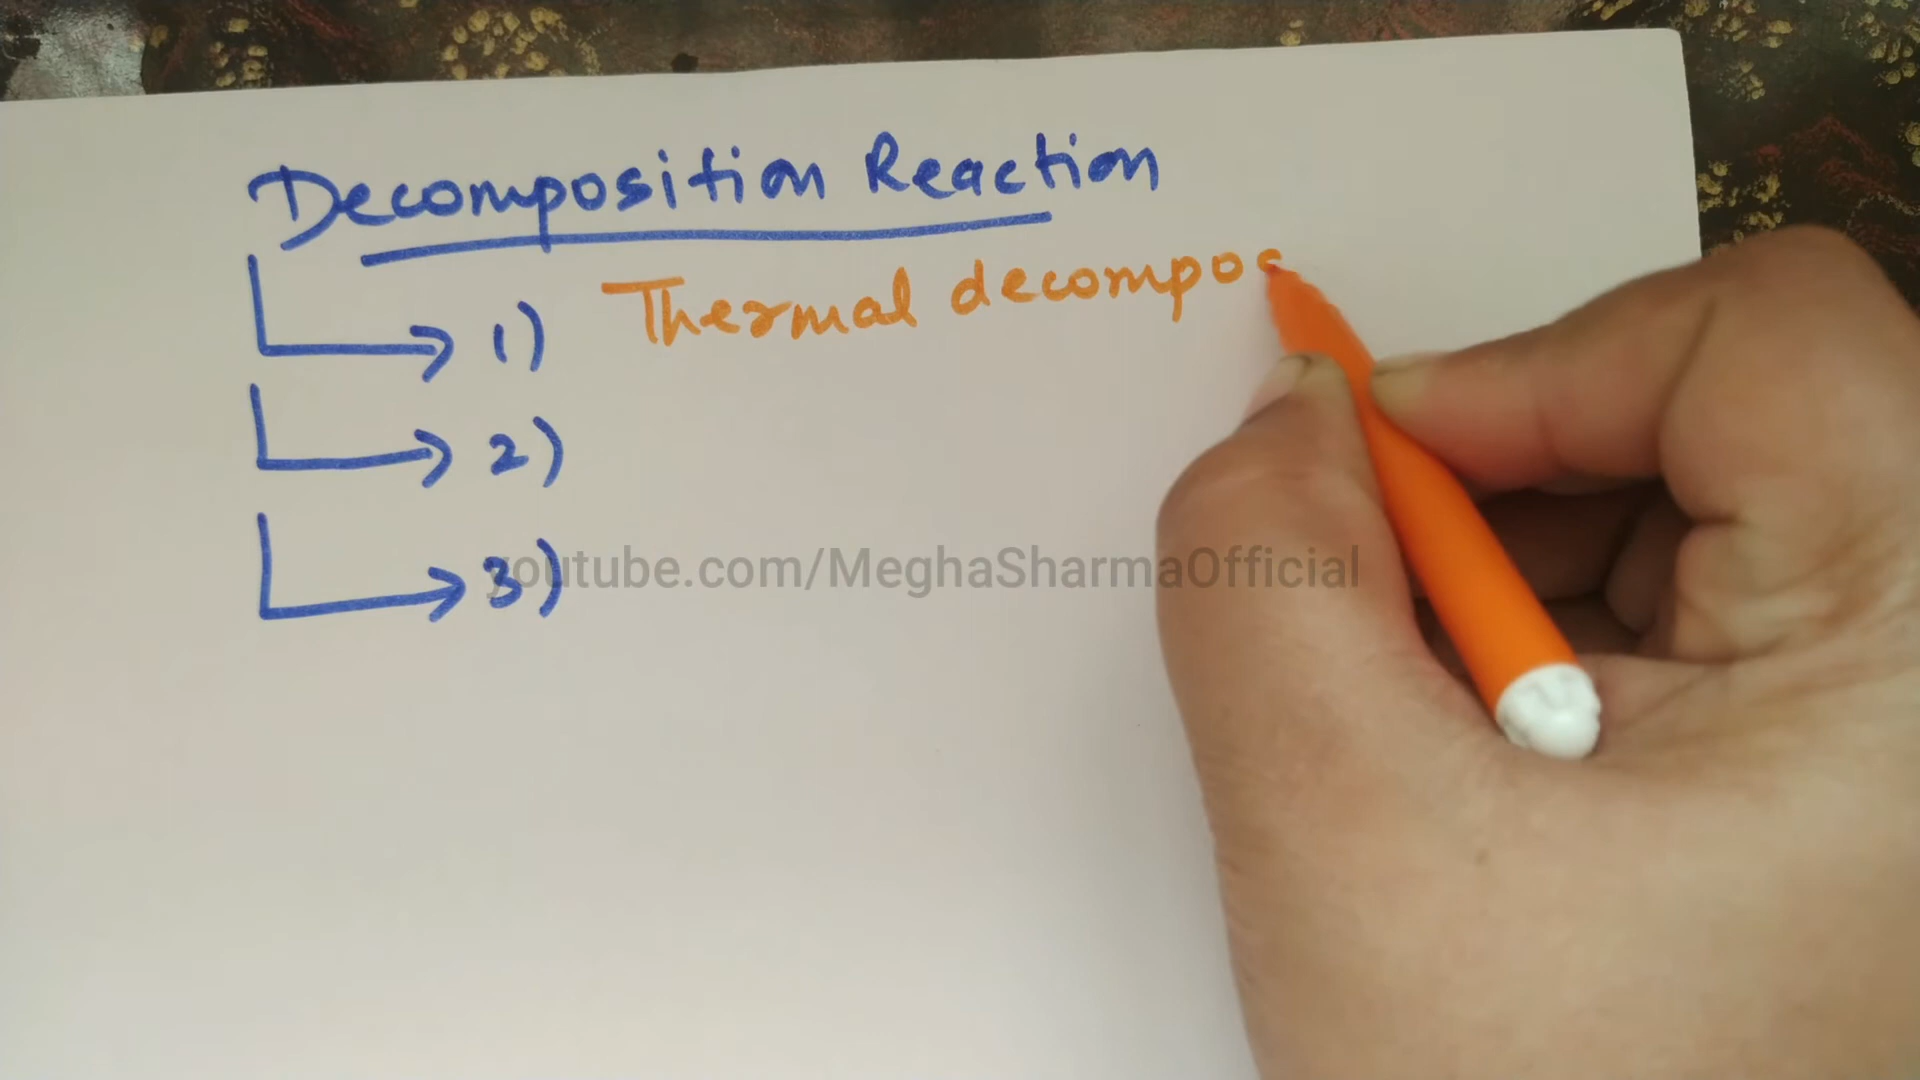 Decomposition Reaction
1) Thermal decompos
2)
youtube.com/MeghaSharmaOfficial
3)